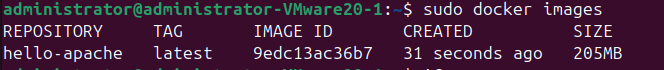 administrator@administrator-VMware20-1:~$ sudo docker images
REPOSITORY     TAG       IMAGE ID       CREATED          SIZE
hello-apache   latest    9edc13ac36b7   31 seconds ago   205MB